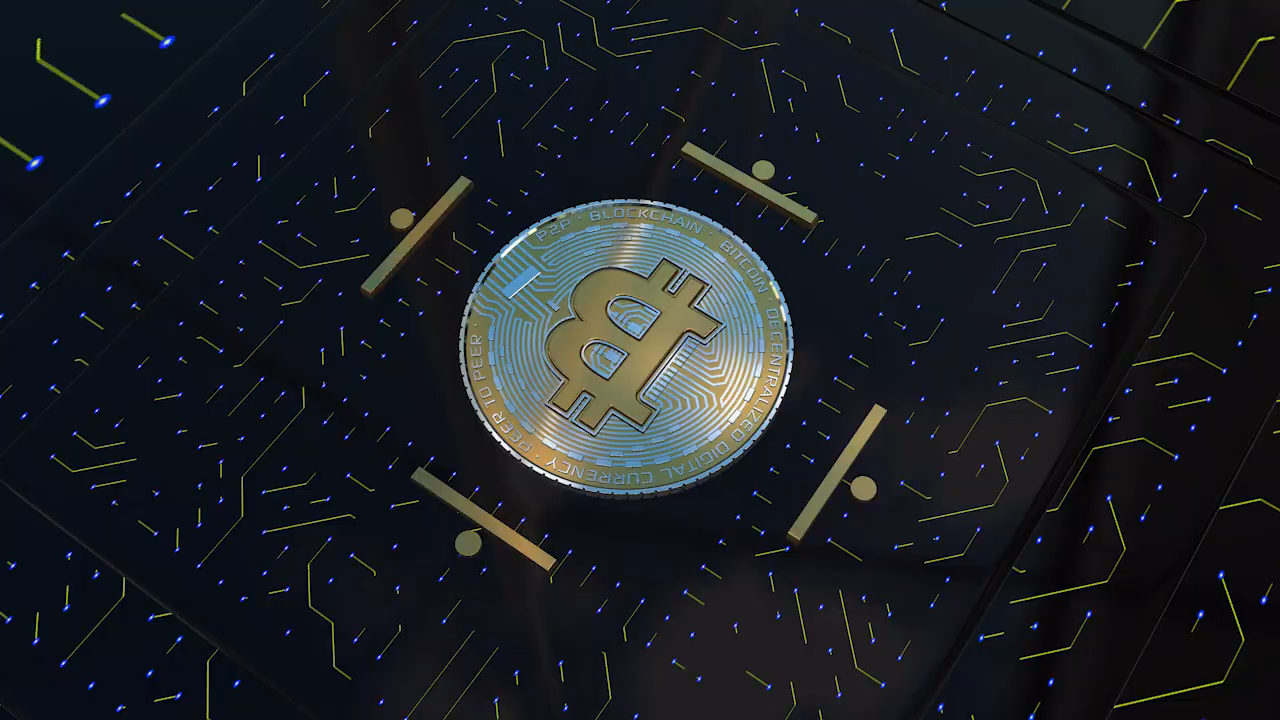 P2P · BLOCKCHAIN · BITCOIN · DECENTRALIZED DIGITAL CURRENCY · PEER TO PEER ·